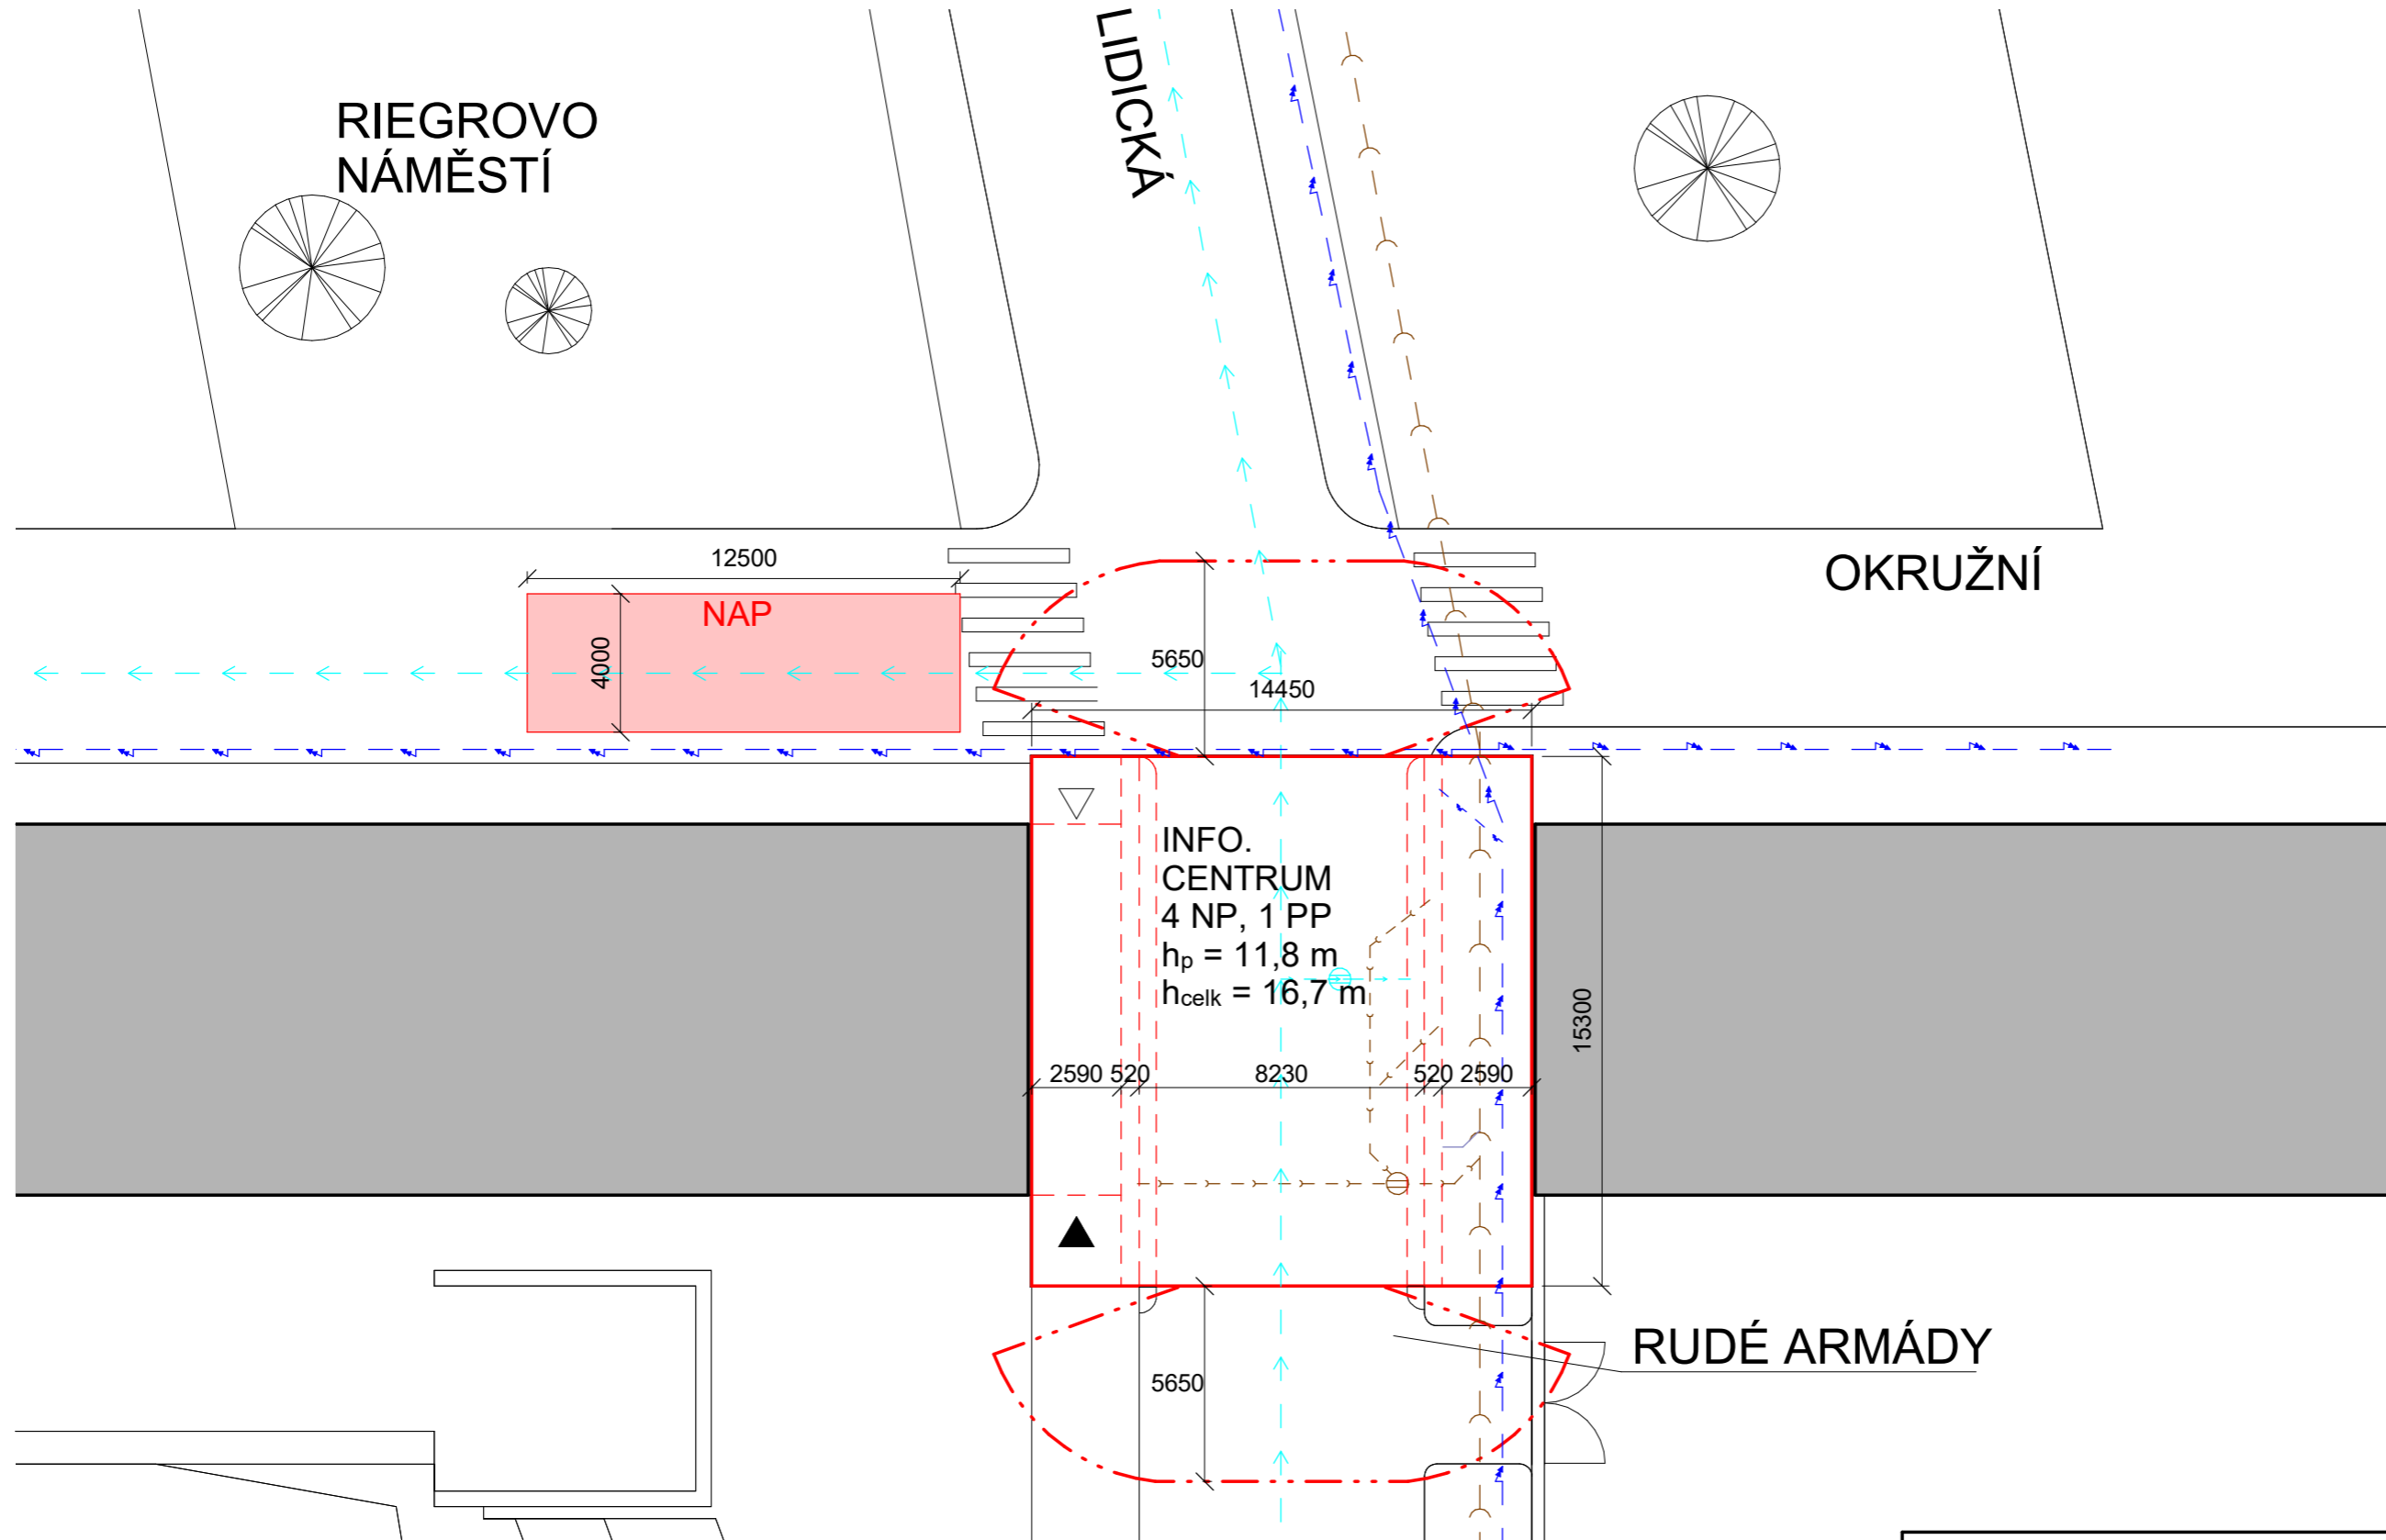 LIDICKÁ
RIEGROVO
NÁMĚSTÍ
OKRUŽNÍ
12500
NAP
4000
5650
14450
INFO.
CENTRUM
4 NP, 1 PP
hp = 11,8 m
hcelk = 16,7 m
15300
2590 520 8230 520 2590
RUDÉ ARMÁDY
5650